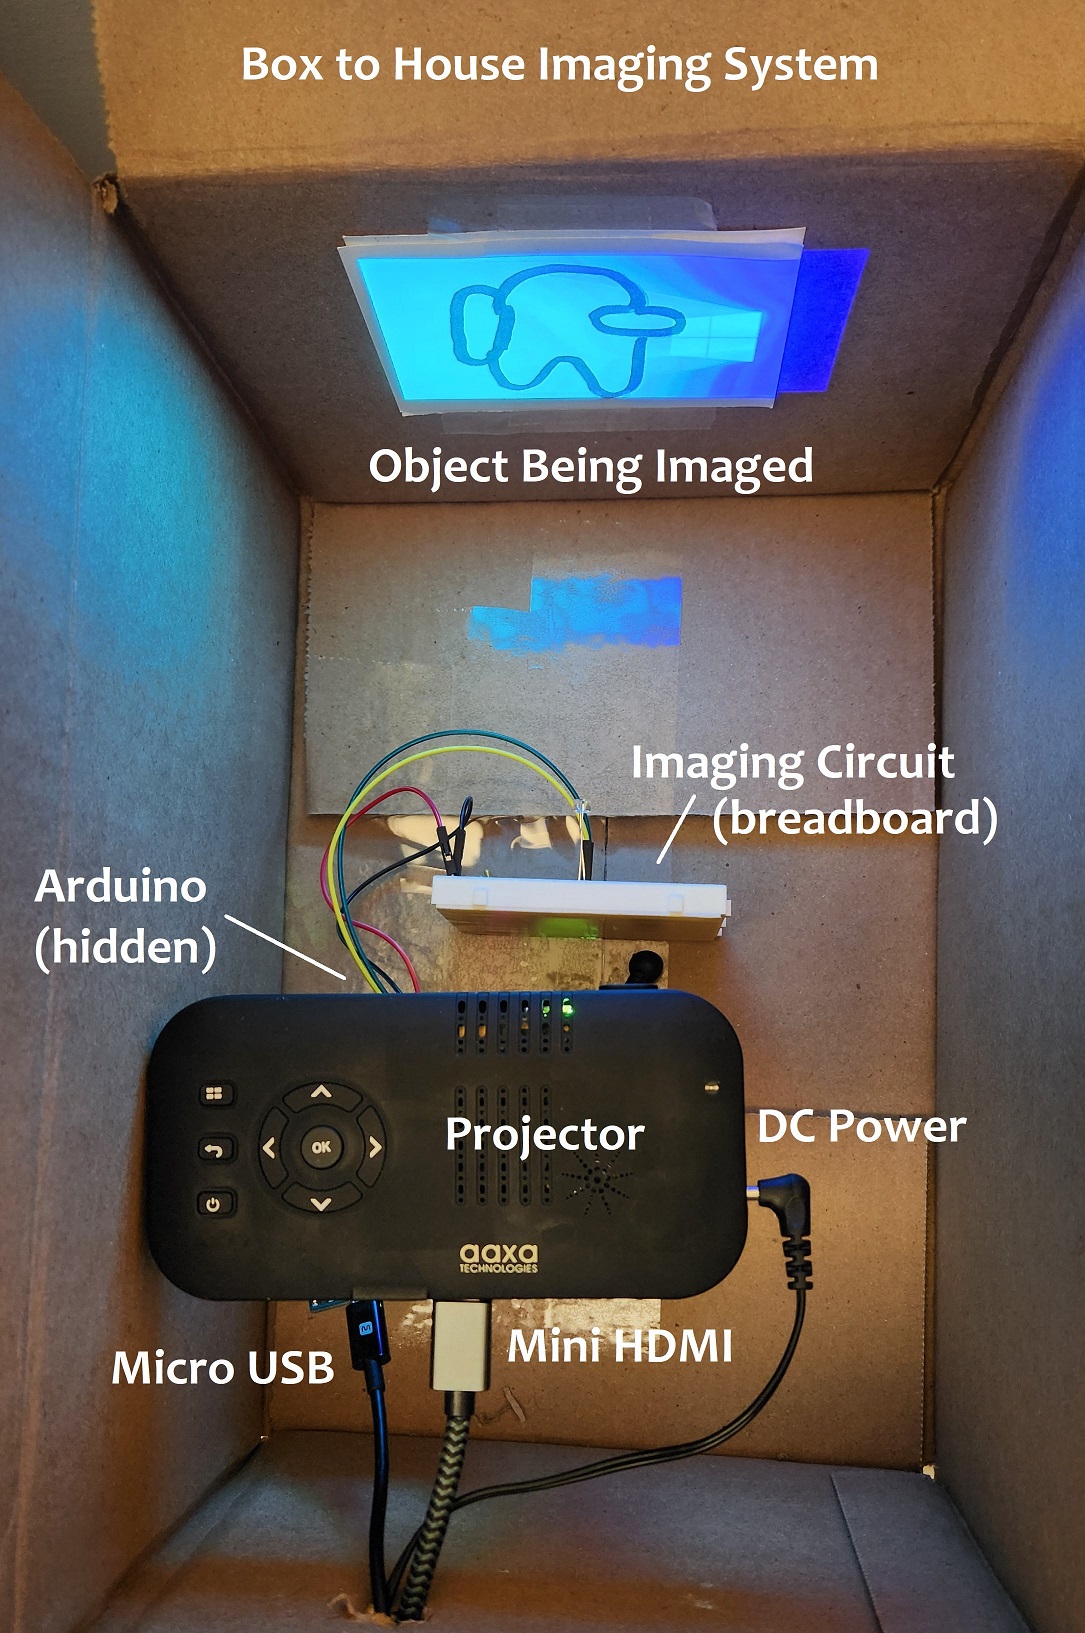 Box to House Imaging System
Object Being Imaged
Imaging Circuit
(breadboard)
Arduino
(hidden)
OK
Projector
DC Power
aaxa
TECHNOLOGIES
Micro USB
Mini HDMI